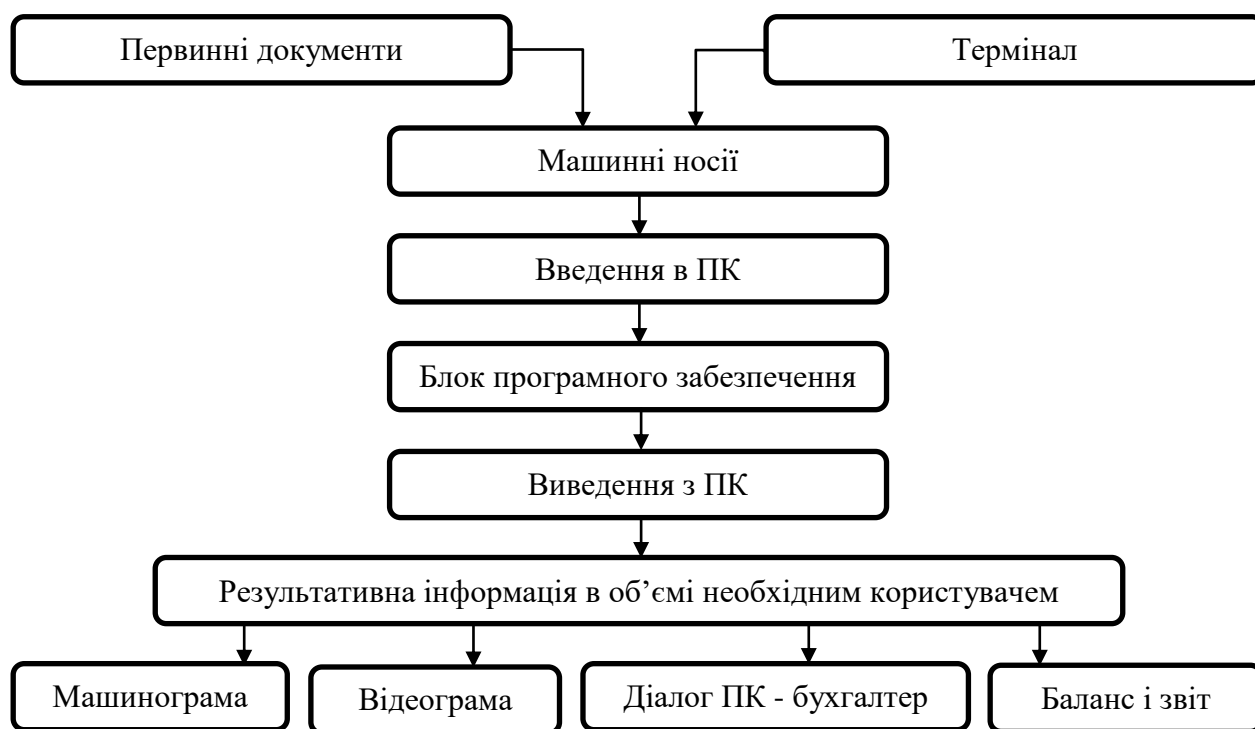 Первинні документи
Термінал
Машинні носії
Введення в ПК
Блок програмного забезпечення
Виведення з ПК
Результативна інформація в об’ємі необхідним користувачем
Машинограма
Відеограма
Діалог ПК - бухгалтер
Баланс і звіт